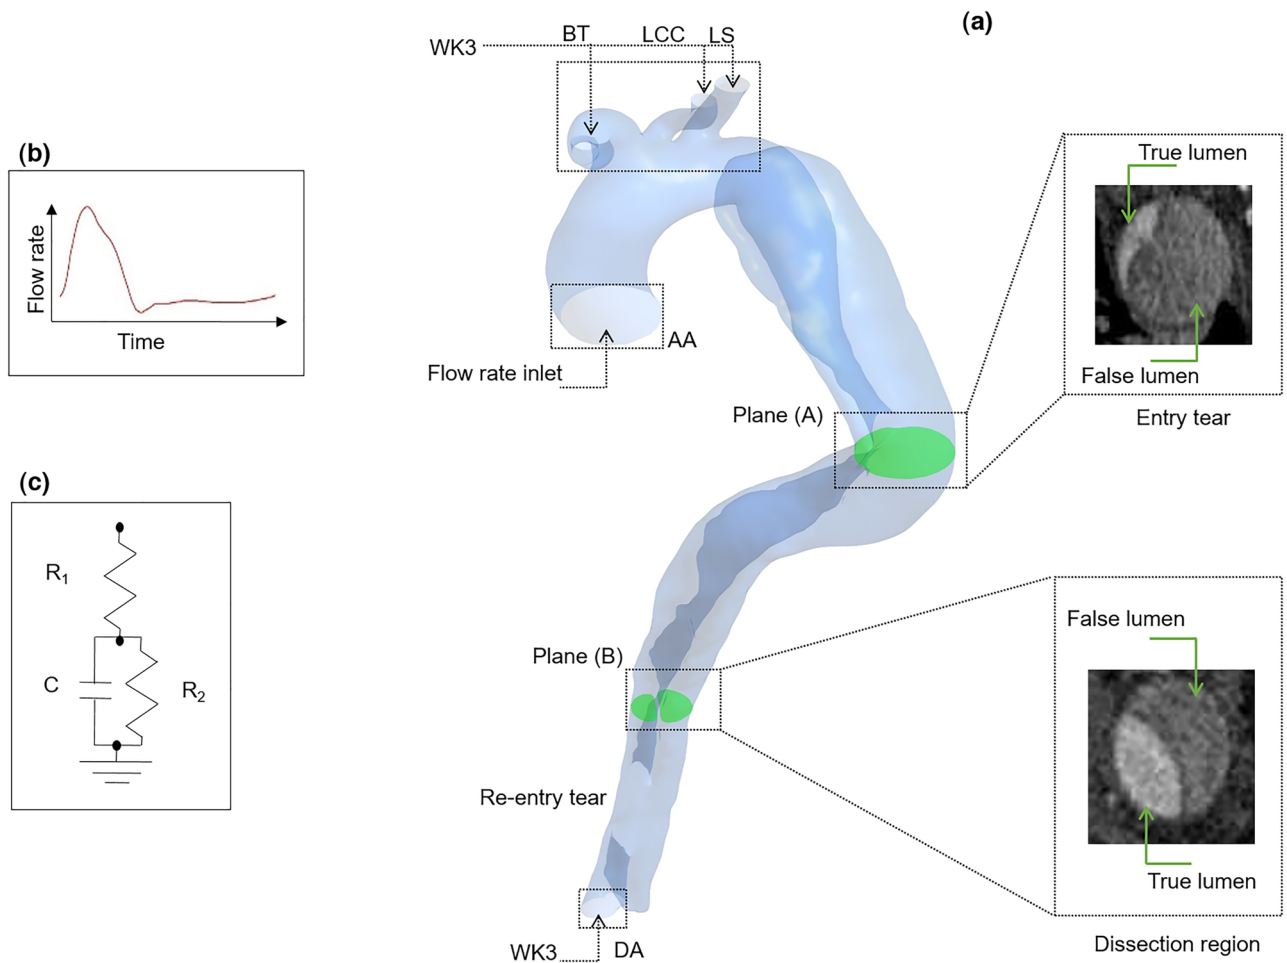 (a)
WK3
BT
LCC
LS
AA
Flow rate inlet
Plane (A)
Plane (B)
Re-entry tear
WK3
DA
True lumen
False lumen
Entry tear
False lumen
True lumen
Dissection region
(b)
Flow rate
Time
(c)
R₁
C
R₂